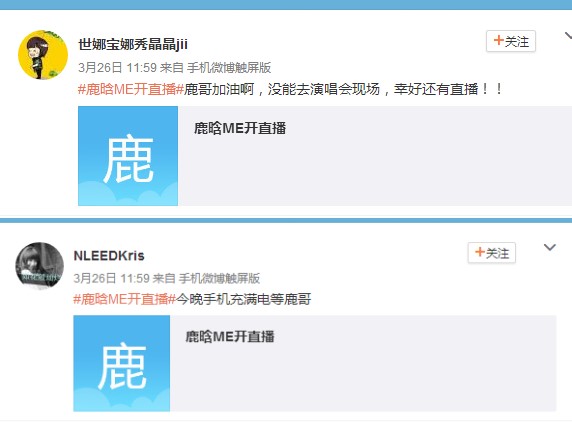 世娜宝娜秀晶晶jii
+关注
3月26日 11:59 来自 手机微博触屏版
#鹿晗ME开直播#鹿哥加油啊，没能去演唱会现场，幸好还有直播！！
鹿
鹿晗ME开直播
NLEEDKris
+关注
3月26日 11:59 来自 手机微博触屏版
#鹿晗ME开直播#今晚手机充满电等鹿哥
鹿
鹿晗ME开直播